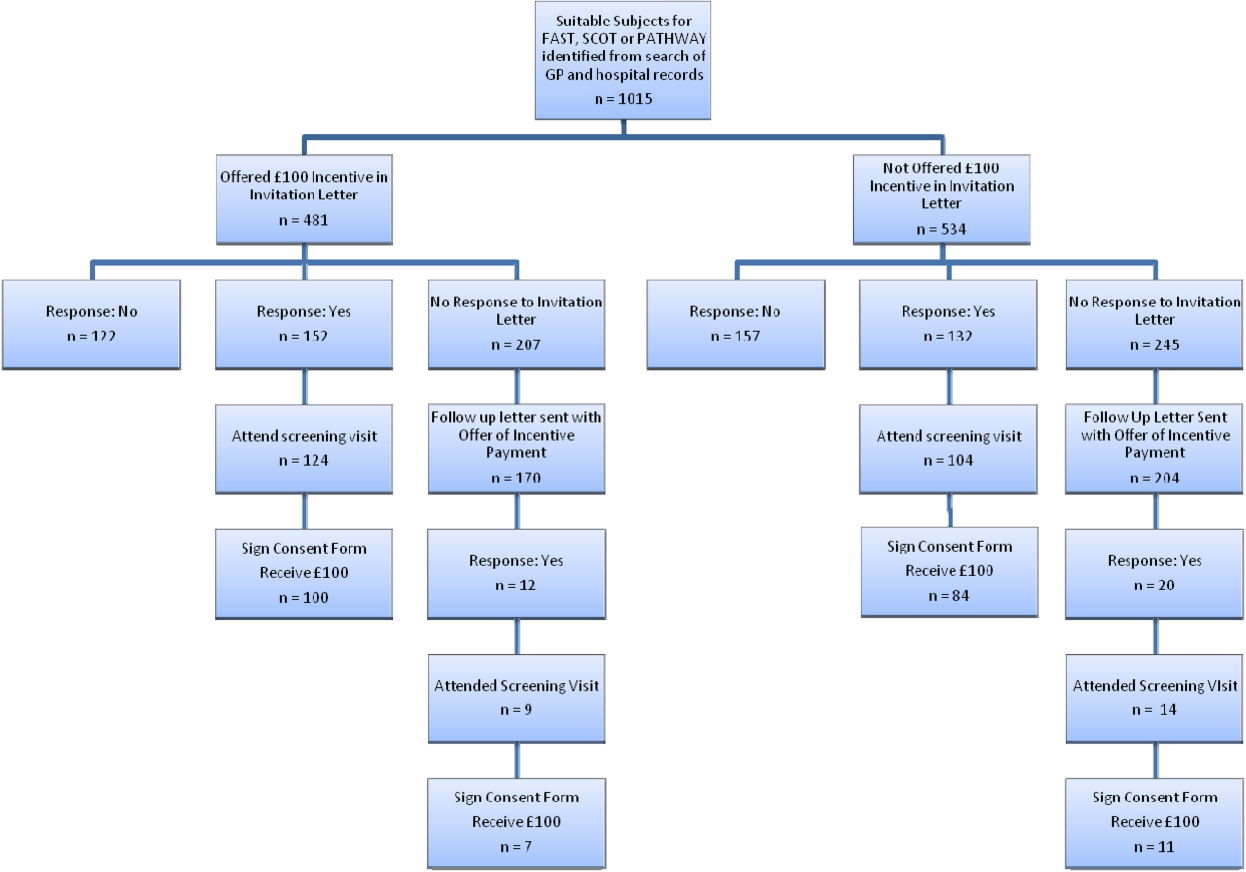 Suitable Subjects for
FAST, SCOT or PATHWAY
identified from search of
GP and hospital records
n = 1015
Offered £100 Incentive in
Invitation Letter
n = 481
Not Offered £100
Incentive in Invitation
Letter
n = 534
Response: No
n = 122
Response: Yes
n = 152
No Response to Invitation
Letter
n = 207
Response: No
n = 157
Response: Yes
n = 132
No Response to Invitation
Letter
n = 245
Attend screening visit
n = 124
Follow up letter sent with
Offer of Incentive
Payment
n = 170
Attend screening visit
n = 104
Follow Up Letter Sent
with Offer of Incentive
Payment
n = 204
Sign Consent Form
Receive £100
n = 100
Response: Yes
n = 12
Sign Consent Form
Receive £100
n = 84
Response: Yes
n = 20
Attended Screening Visit
n = 9
Attended Screening VIsit
n = 14
Sign Consent Form
Receive £100
n = 7
Sign Consent Form
Receive £100
n = 11